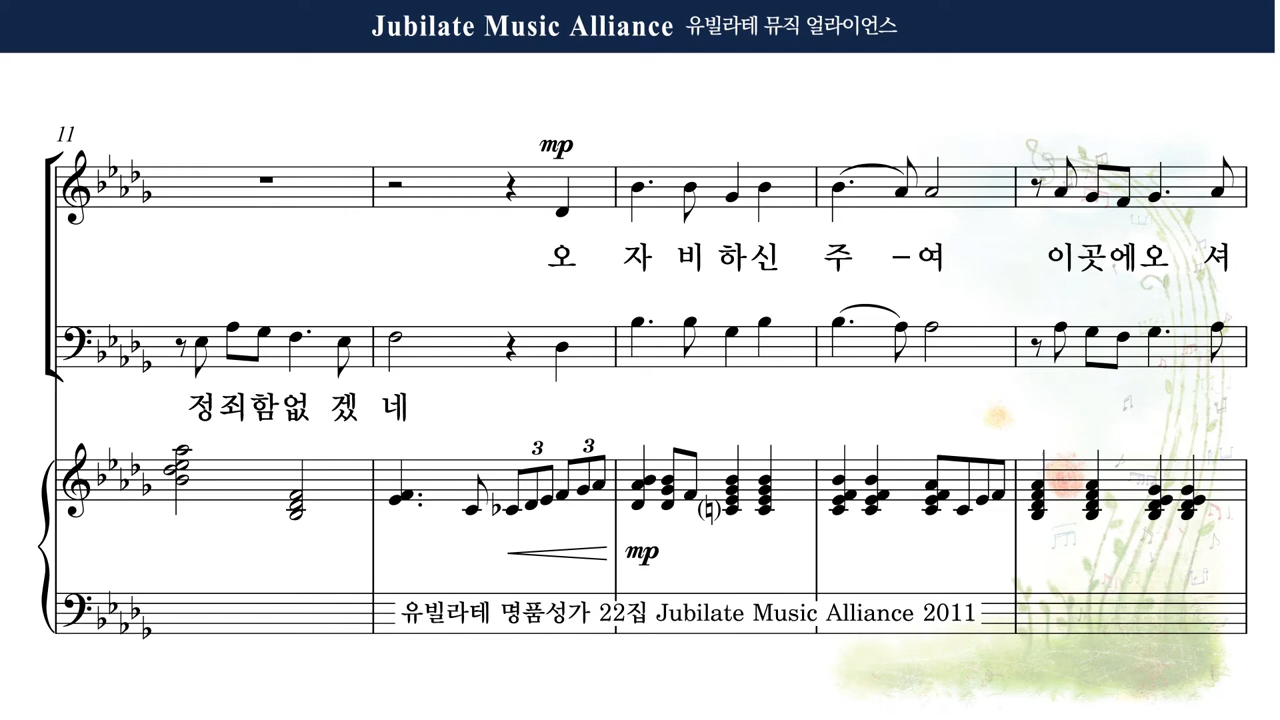 Jubilate Music Alliance 유빌라테 뮤직 얼라이언스
11
mp
오 자 비 하신 주 – 여 이곳에오 셔
정죄함없 겠 네
3 3
mp
유빌라테 명품성가 22집 Jubilate Music Alliance 2011